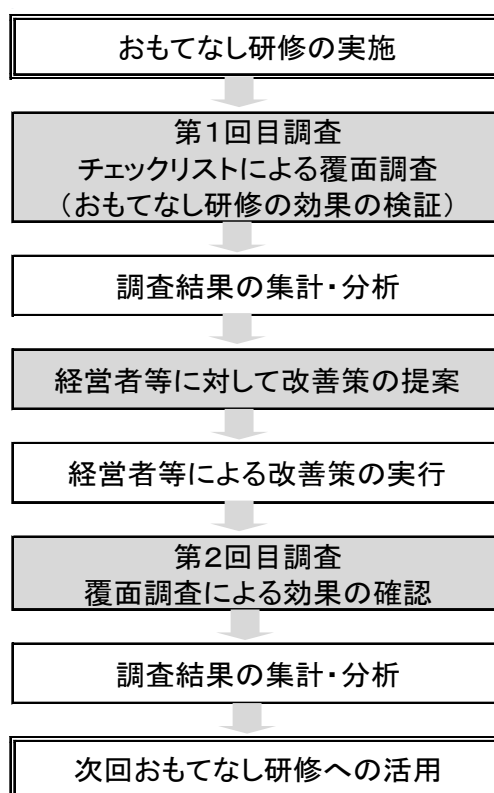 おもてなし研修の実施
第1回目調査
チェックリストによる覆面調査
（おもてなし研修の効果の検証）
調査結果の集計・分析
経営者等に対して改善策の提案
経営者等による改善策の実行
第2回目調査
覆面調査による効果の確認
調査結果の集計・分析
次回おもてなし研修への活用